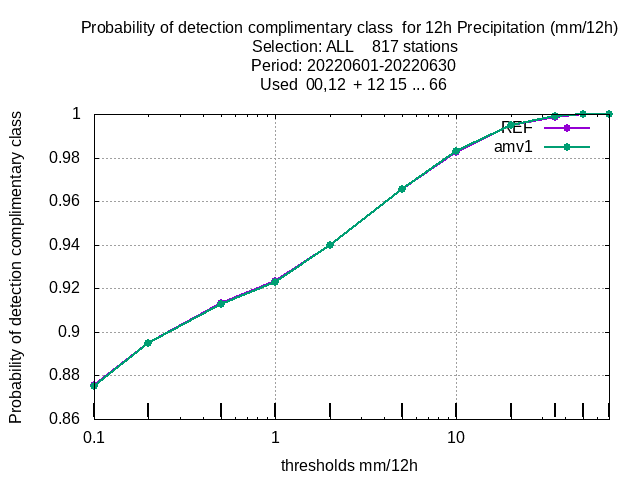 Probability of detection complimentary class  for 12h Precipitation (mm/12h)
Selection: ALL    817 stations
Period: 20220601-20220630
Used  00,12  + 12 15 ... 66
Probability of detection complimentary class
1
0.98
0.96
0.94
0.92
0.9
0.88
0.86
REF
amv1
0.1
1
10
thresholds mm/12h